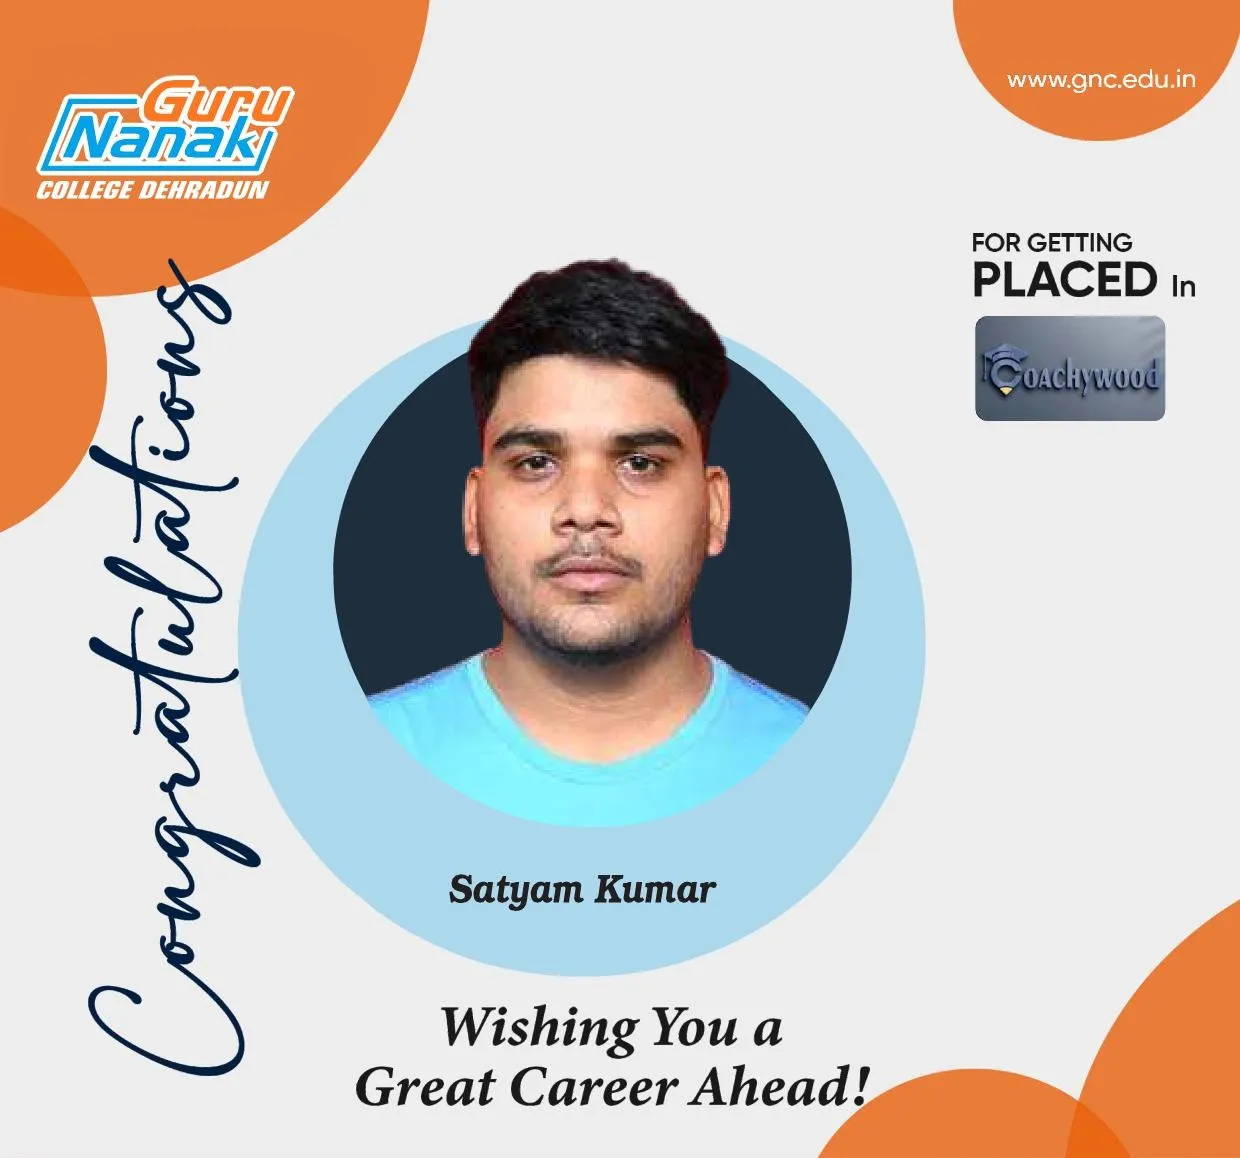 Guru
Nanak
COLLEGE DEHRADUN
www.gnc.edu.in
Congratulations
FOR GETTING
PLACED In
COACHYWOOD
Satyam Kumar
Wishing You a
Great Career Ahead!